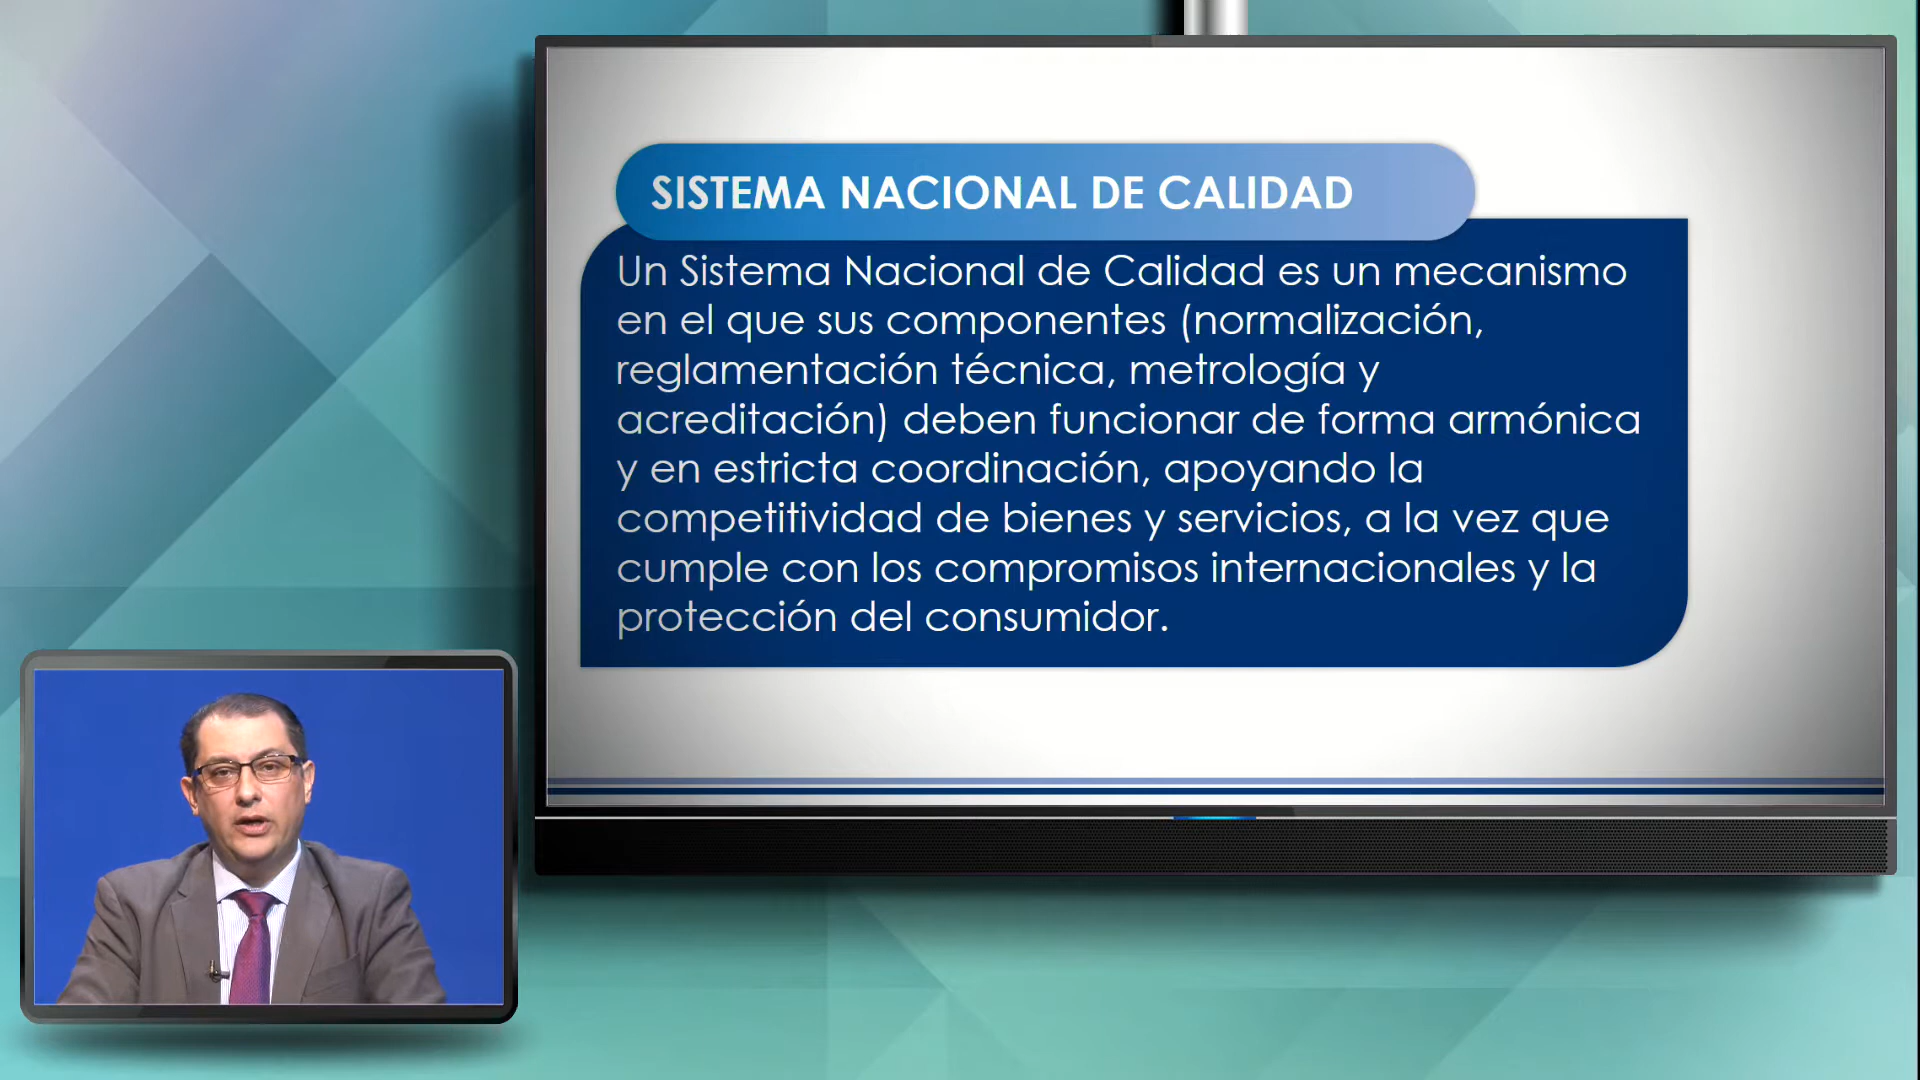 SISTEMA NACIONAL DE CALIDAD
Un Sistema Nacional de Calidad es un mecanismo
en el que sus componentes (normalización,
reglamentación técnica, metrología y
acreditación) deben funcionar de forma armónica
y en estricta coordinación, apoyando la
competitividad de bienes y servicios, a la vez que
cumple con los compromisos internacionales y la
protección del consumidor.